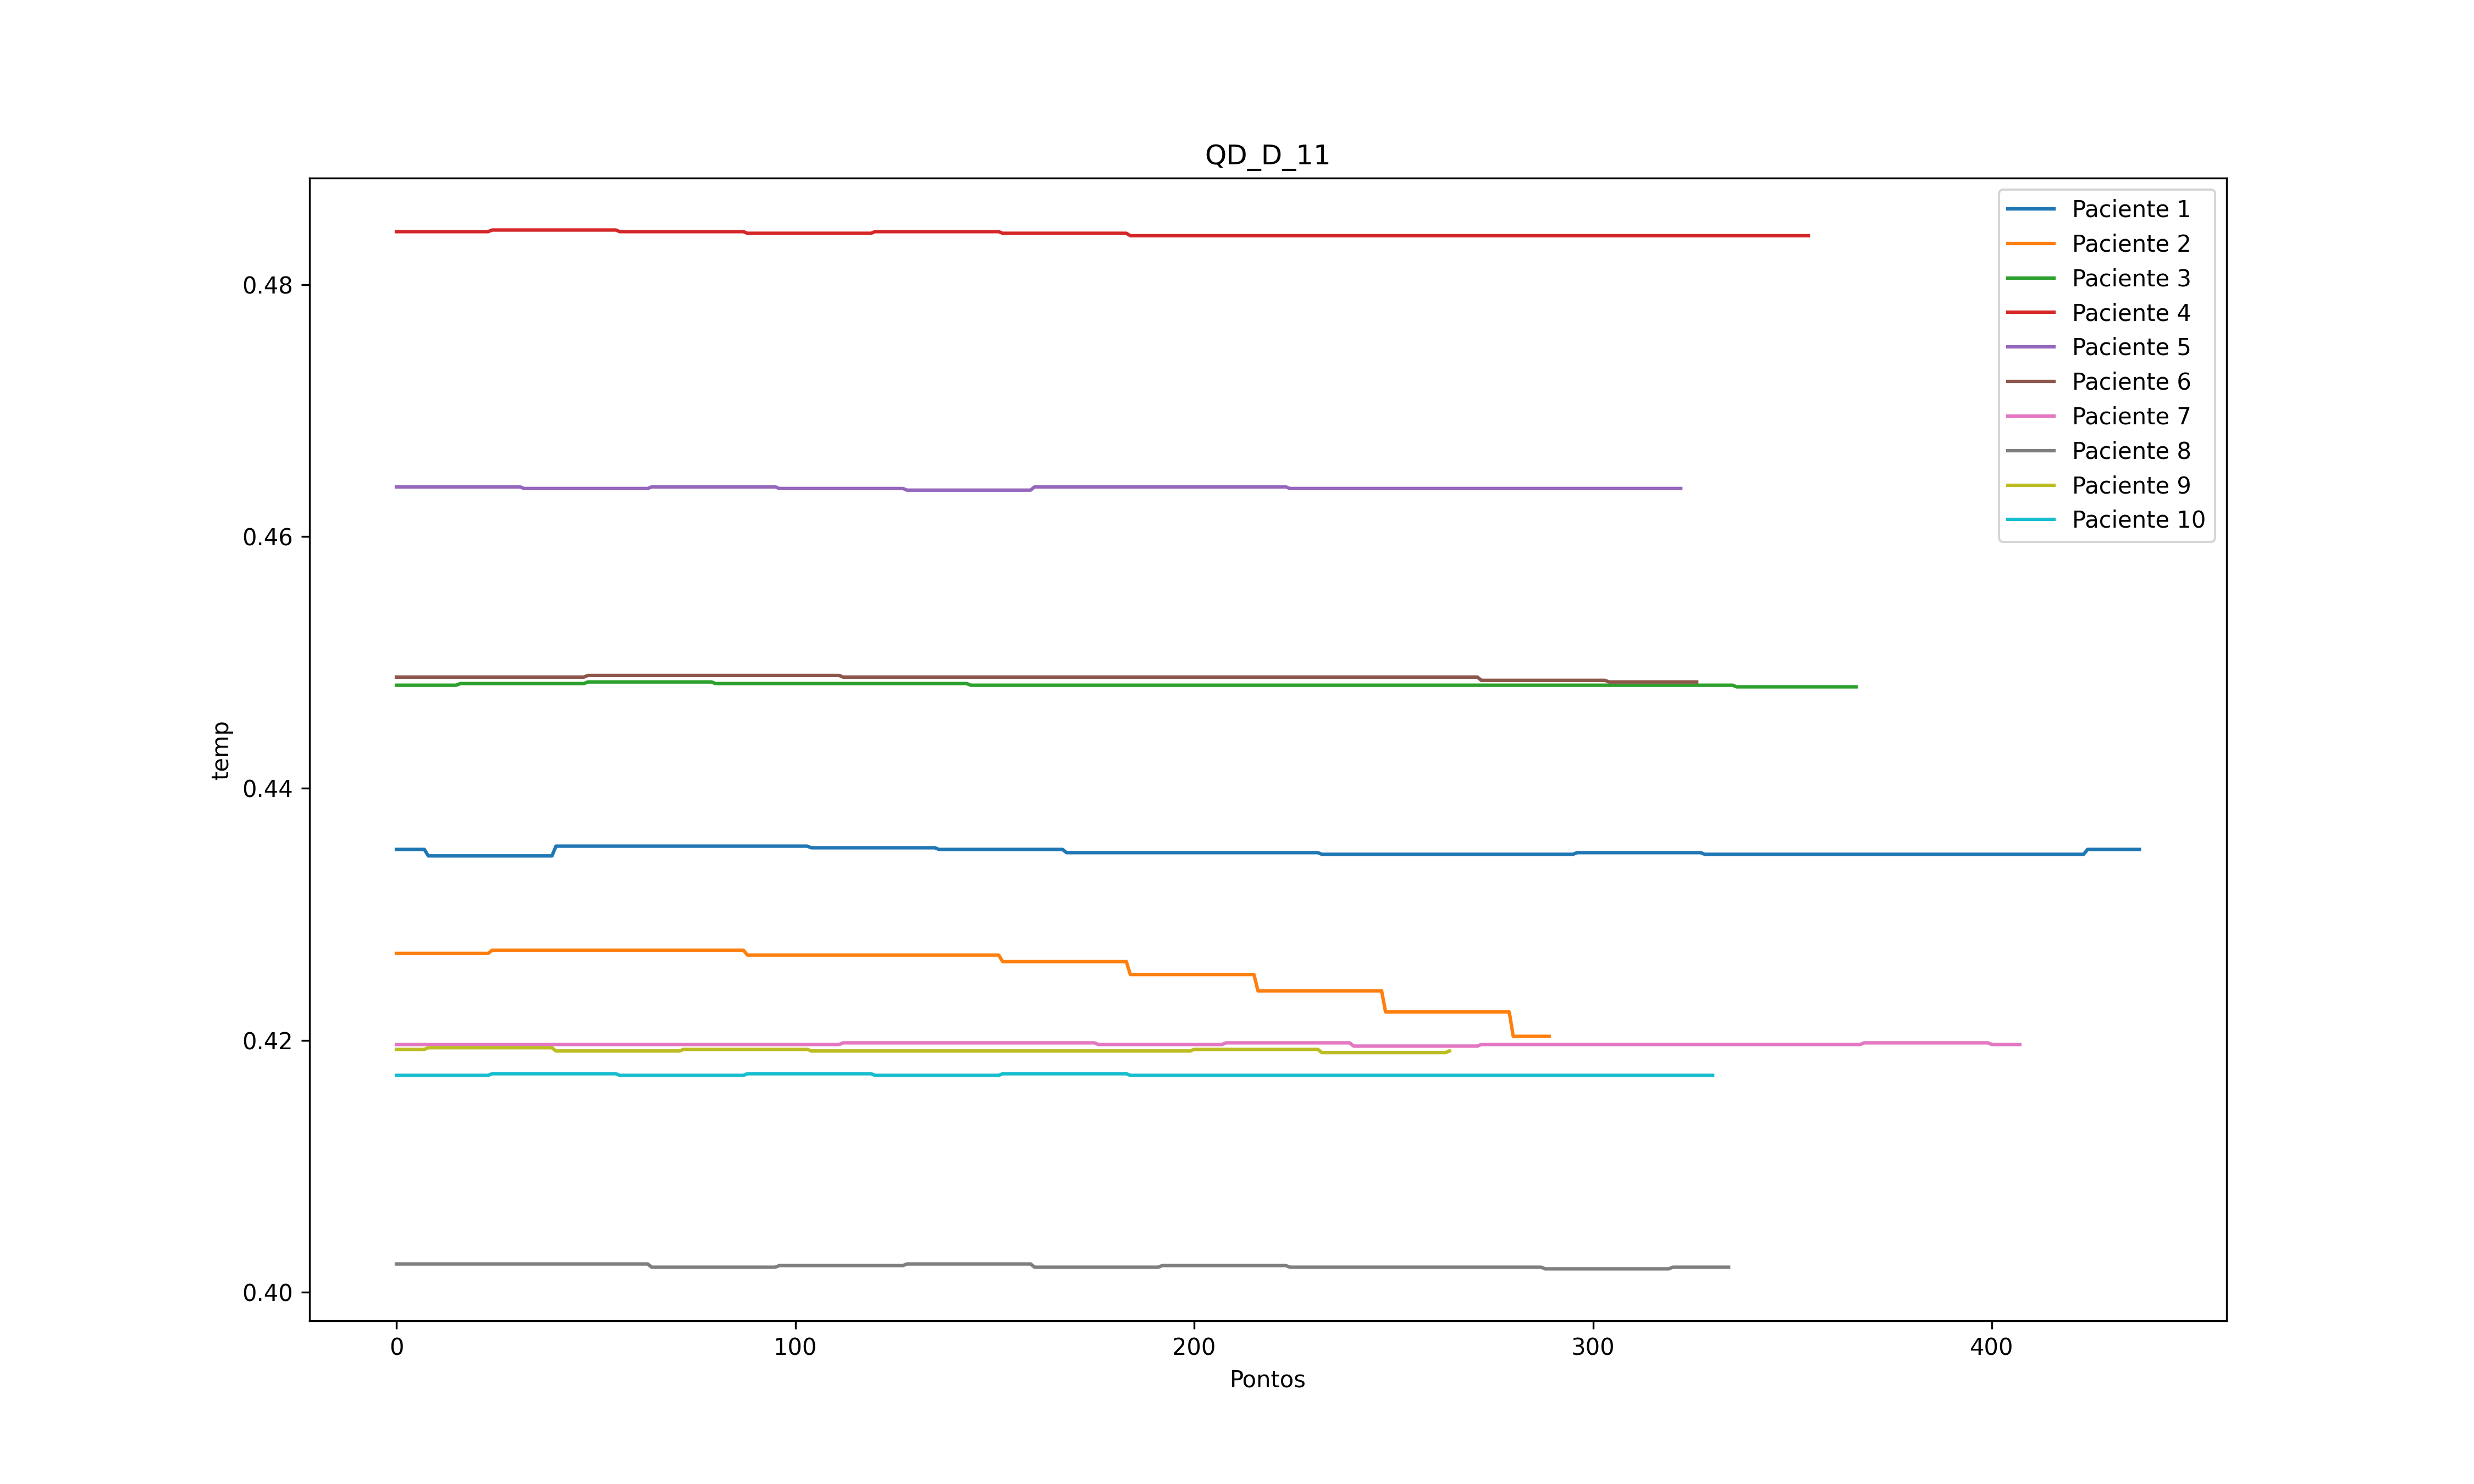 QD_D_11
Paciente 1
Paciente 2
Paciente 3
Paciente 4
Paciente 5
Paciente 6
Paciente 7
Paciente 8
Paciente 9
Paciente 10
temp
0.48
0.46
0.44
0.42
0.40
0 100 200 300 400
Pontos